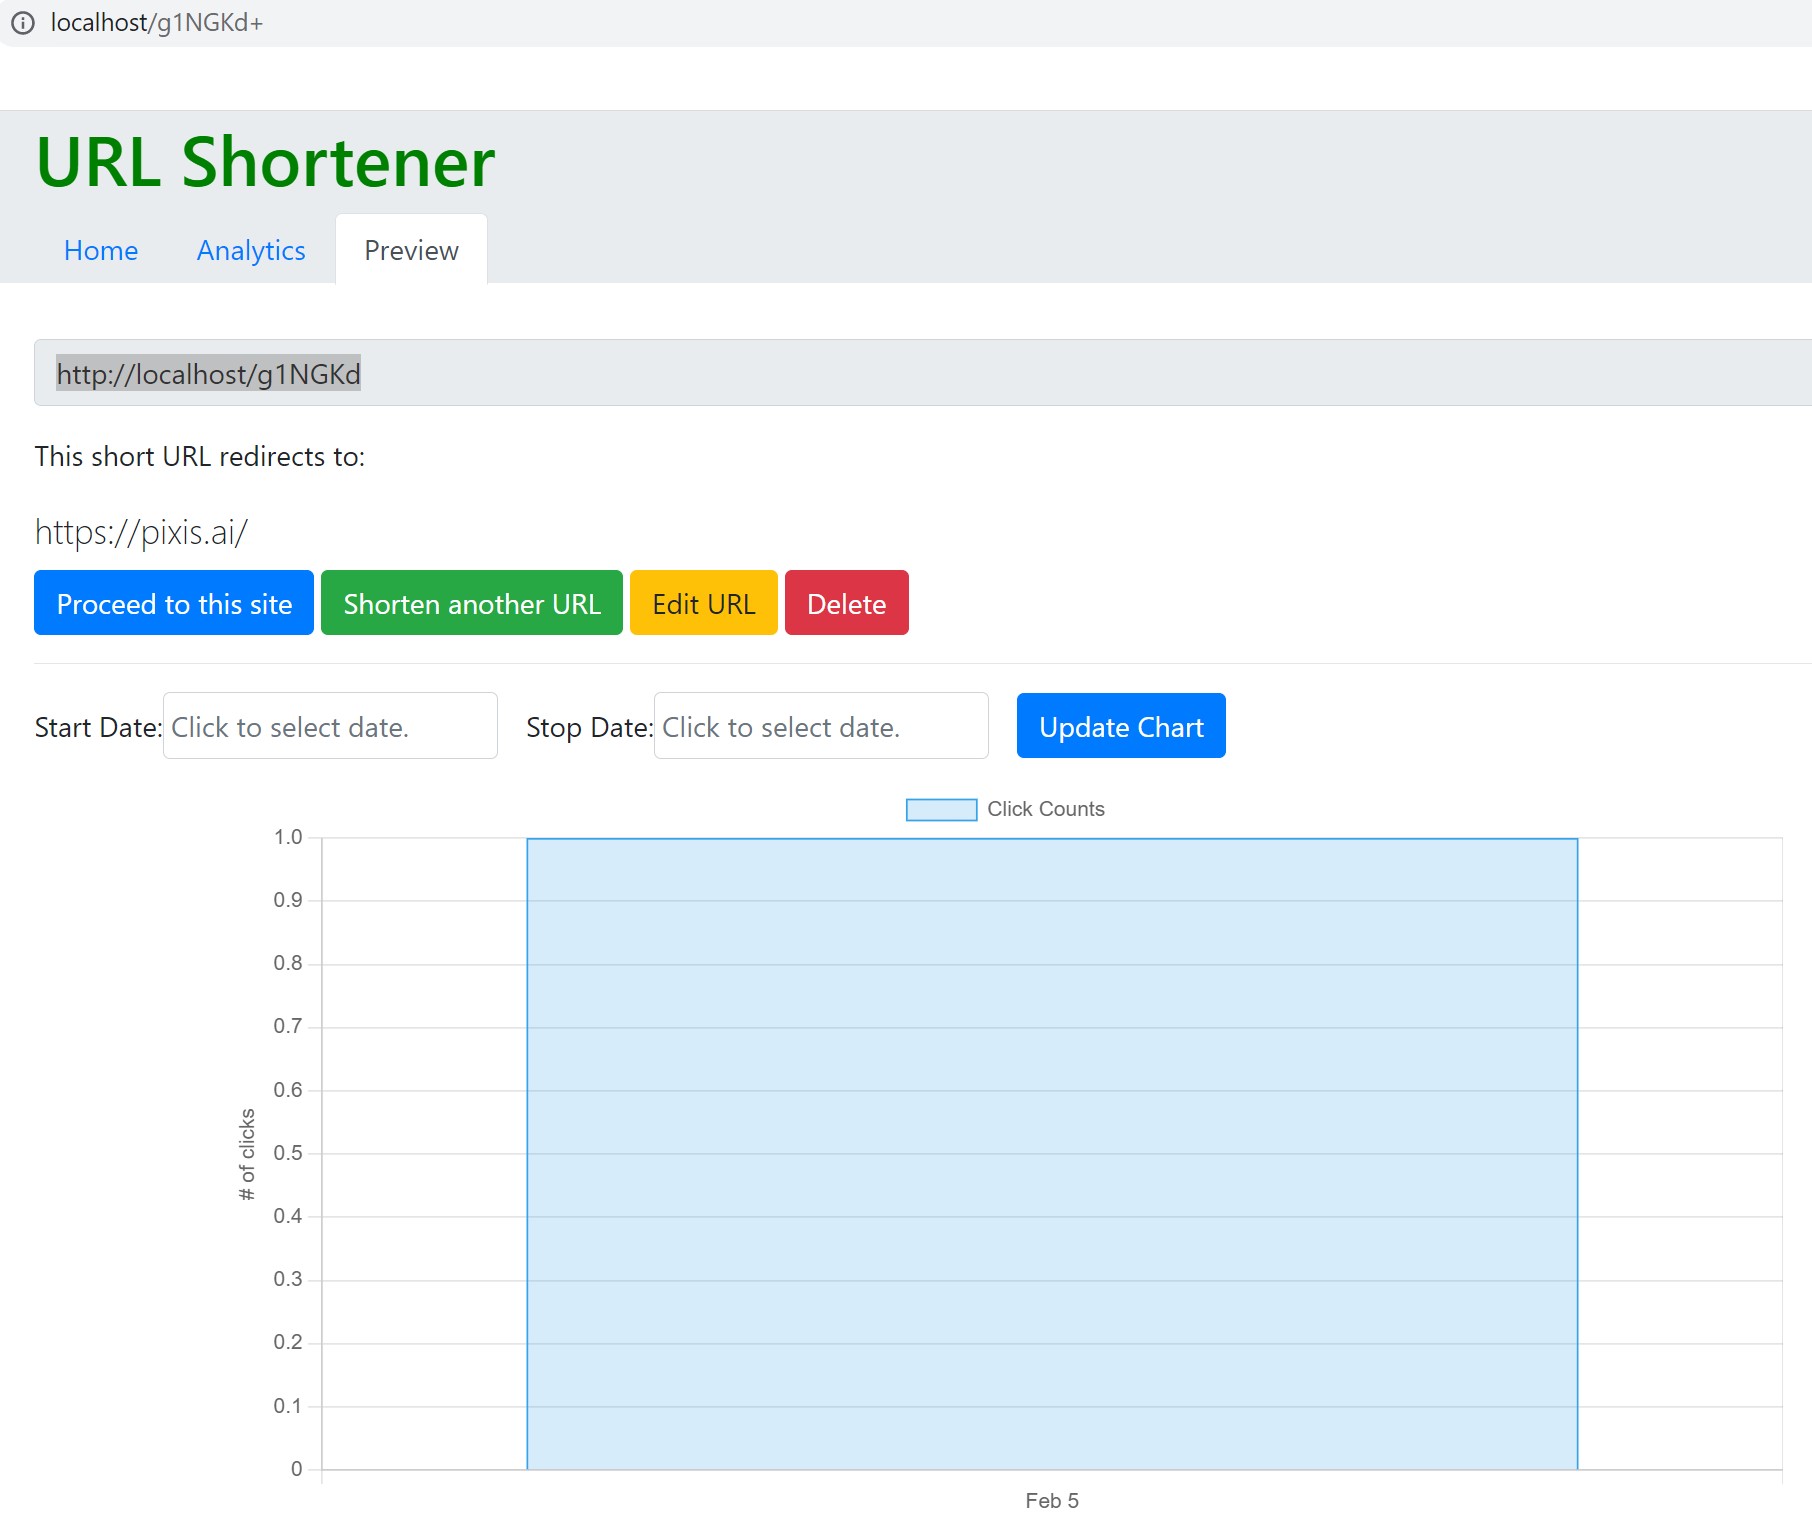 localhost/g1NGKd+
URL Shortener
Home Analytics Preview
http://localhost/g1NGKd
This short URL redirects to:
https://pixis.ai/
Proceed to this site Shorten another URL Edit URL Delete
Start Date: Click to select date. Stop Date: Click to select date. Update Chart
Click Counts
1.0
0.9
0.8
0.7
0.6
0.5
0.4
0.3
0.2
0.1
0
# of clicks
Feb 5